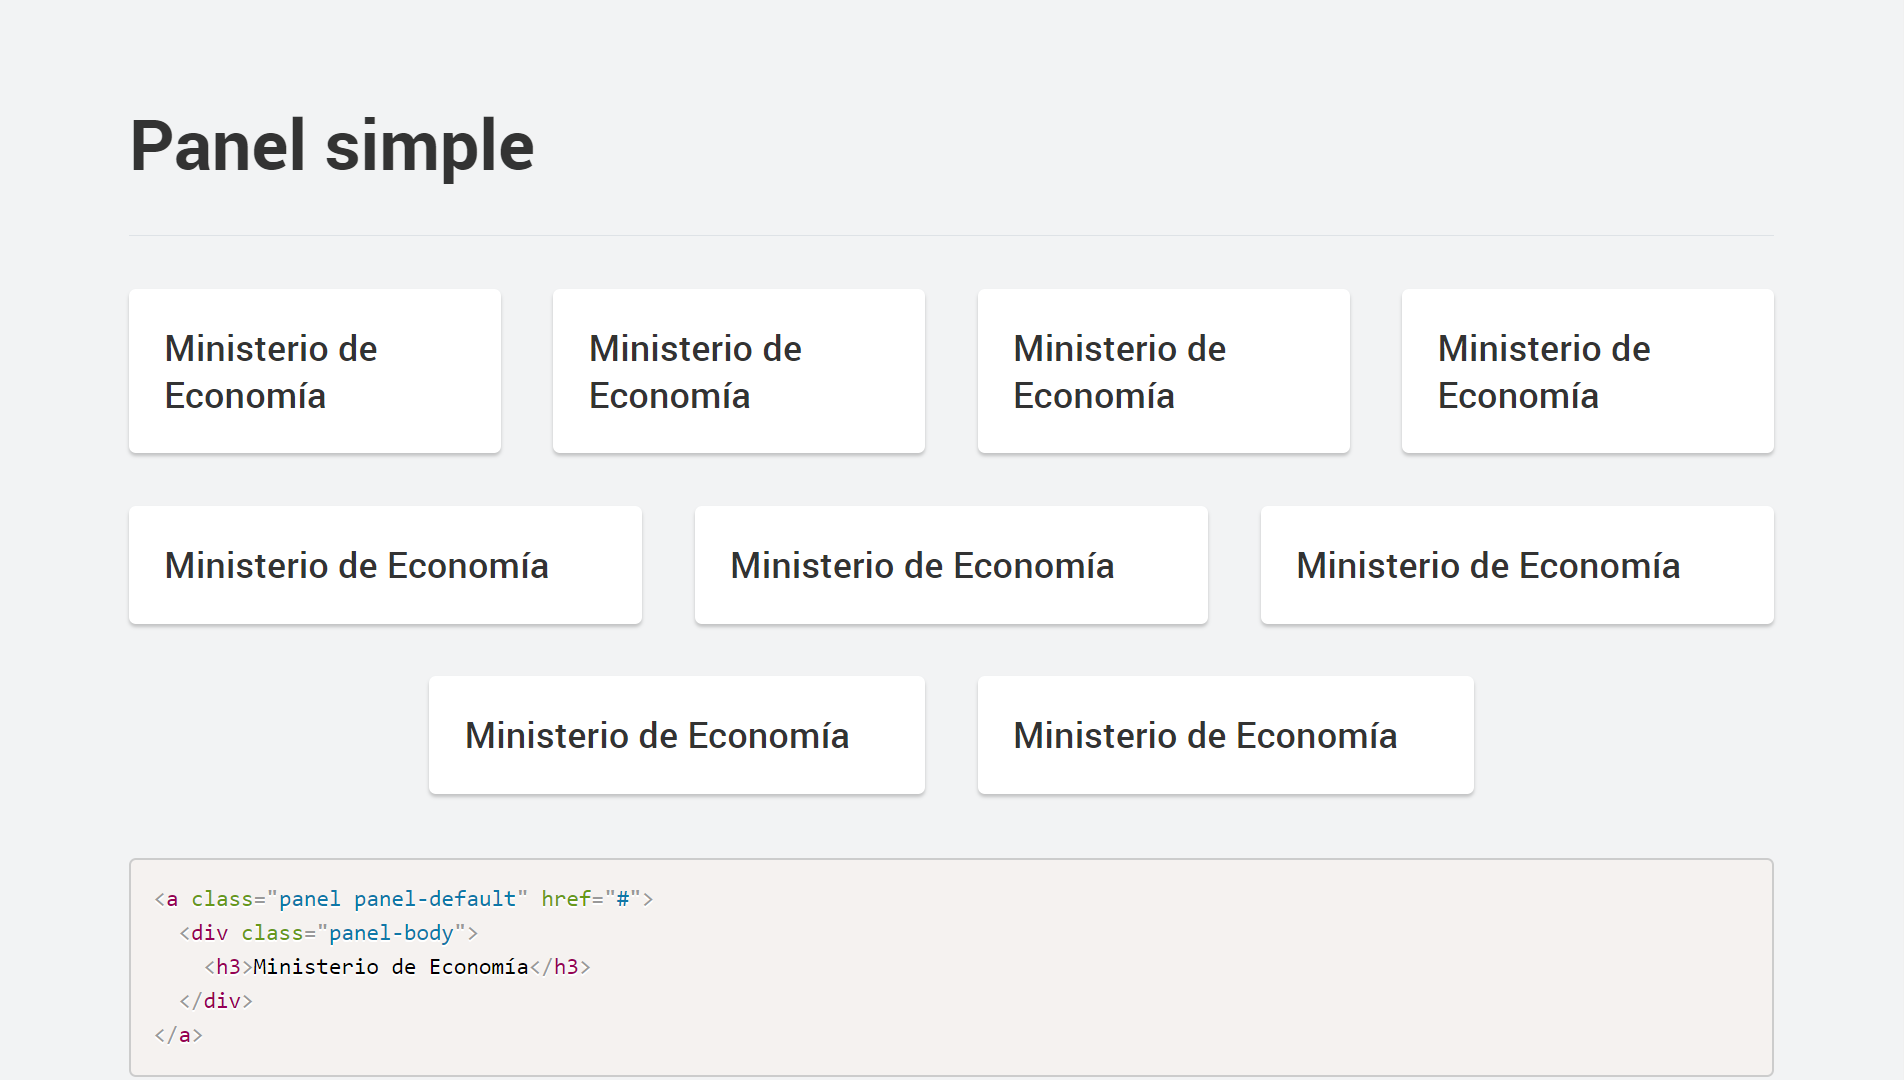 Panel simple
Ministerio de
Economía
Ministerio de
Economía
Ministerio de
Economía
Ministerio de
Economía
Ministerio de Economía
Ministerio de Economía
Ministerio de Economía
Ministerio de Economía
Ministerio de Economía
<a class="panel panel-default" href="#">
  <div class="panel-body">
    <h3>Ministerio de Economía</h3>
  </div>
</a>